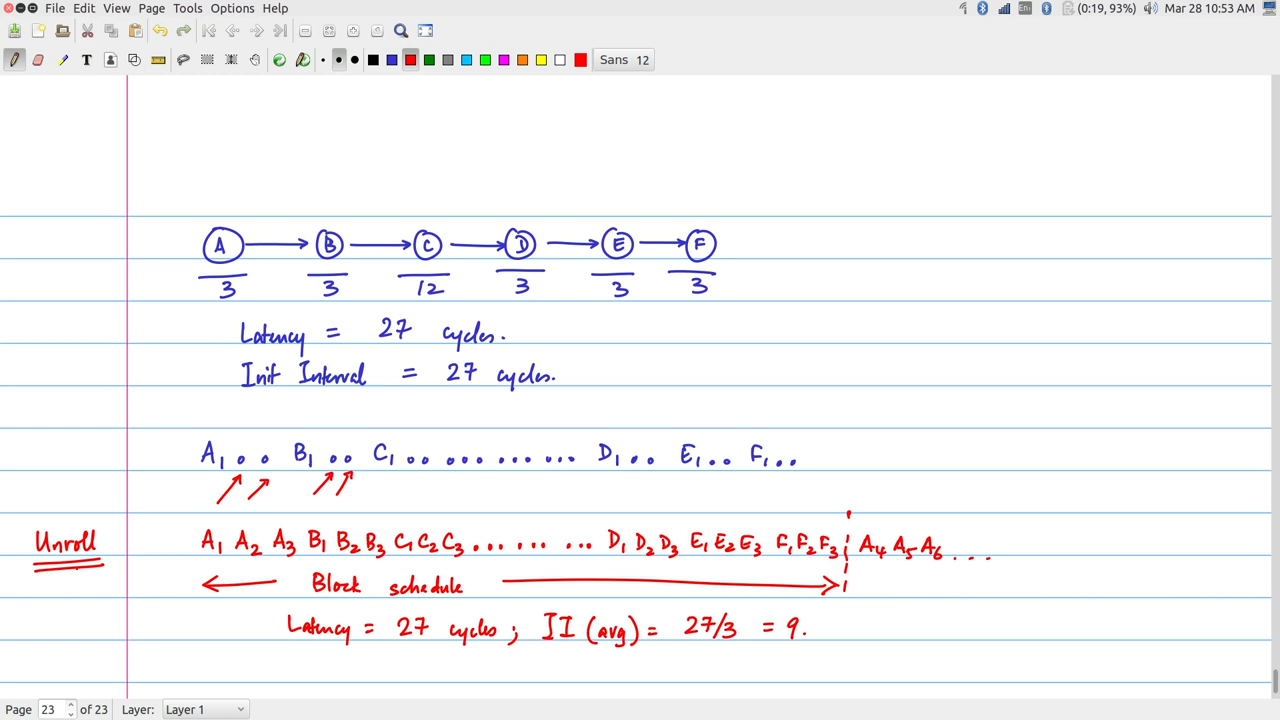 File Edit View Page Tools Options Help (0:19, 93%) Mar 28 10:53 AM
T Sans 12
A B C D E F
3 3 12 3 3 3
Latency = 27 cycles.
Init Interval = 27 cycles.
A₁ . . B₁ . . C₁ . . . . . . . . . . . D₁ . . E₁ . . F₁ . .
Unroll A₁ A₂ A₃ B₁ B₂ B₃ C₁ C₂ C₃ ... ... ... D₁ D₂ D₃ E₁ E₂ E₃ F₁ F₂ F₃ A₄ A₅ A₆ ...
Block schedule
Latency = 27 cycles ; II (avg) = 27/3 = 9.
Page 23 of 23 Layer: Layer 1